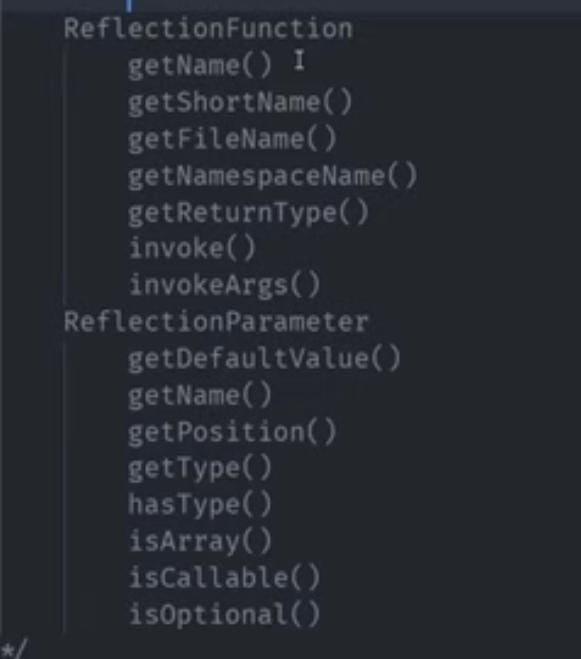 ReflectionFunction
getName()
getShortName()
getFileName()
getNamespaceName()
getReturnType()
invoke()
invokeArgs()
ReflectionParameter
getDefaultValue()
getName()
getPosition()
getType()
hasType()
isArray()
isCallable()
isOptional()
*/